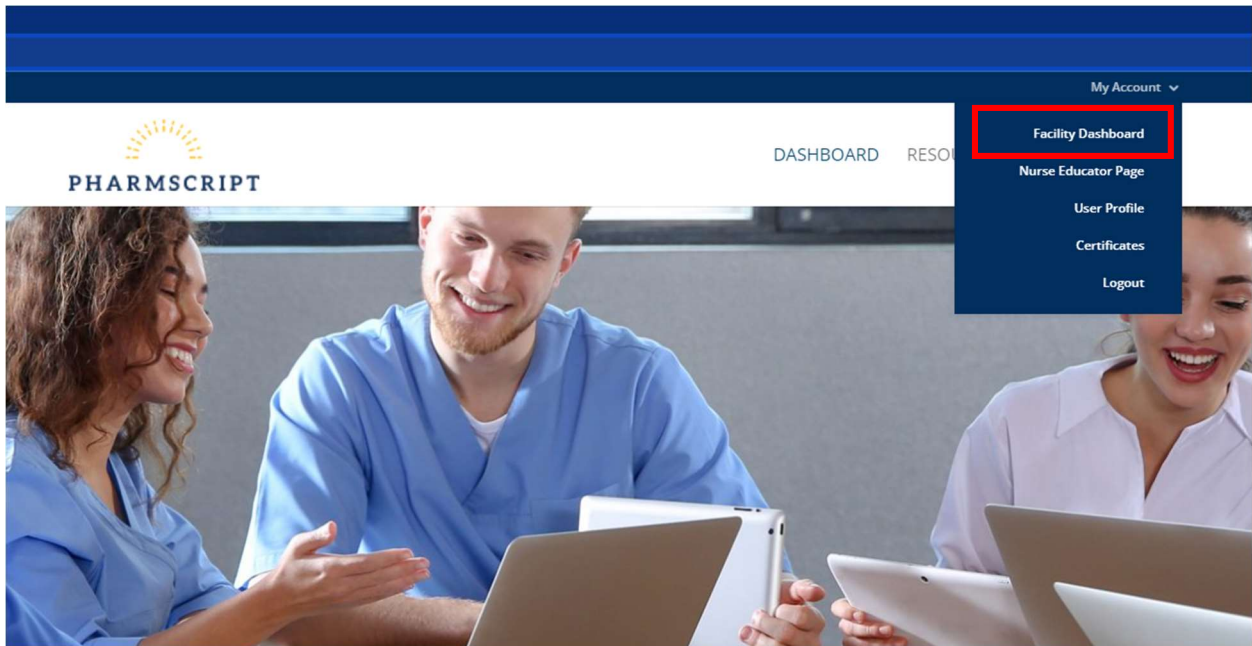 My Account
Facility Dashboard
DASHBOARD
Nurse Educator Page
PHARMSCRIPT
User Profile
Certificates
Logout